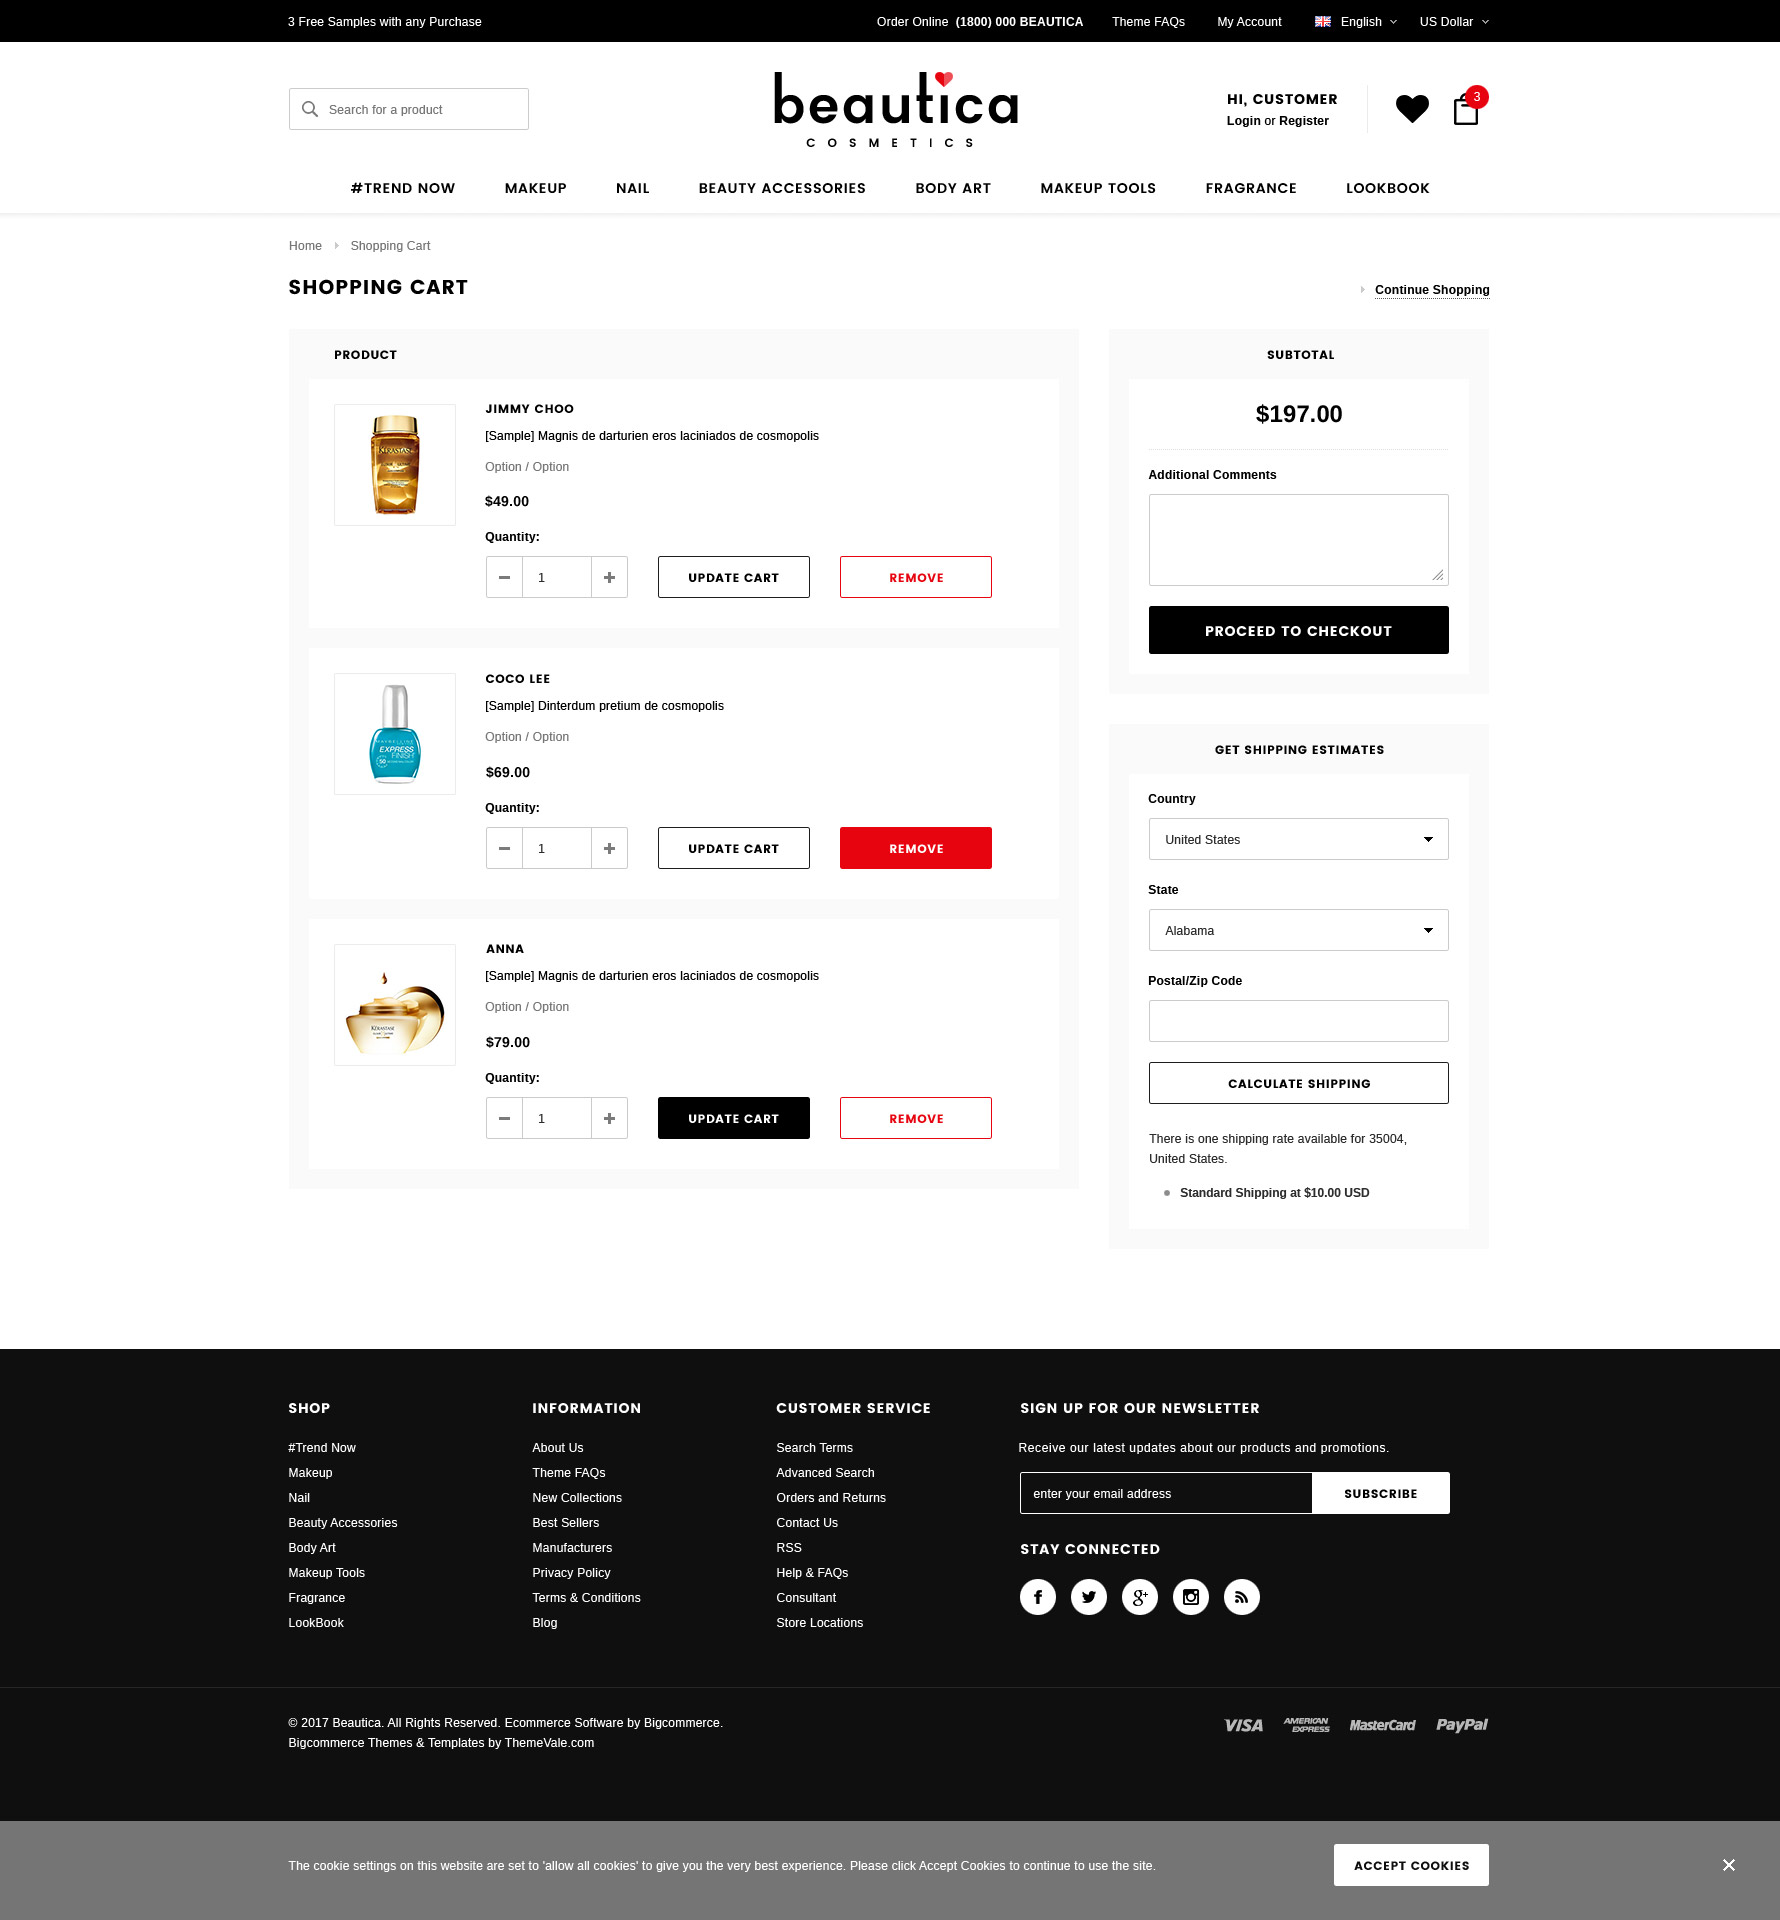 3 Free Samples with any Purchase
Order Online (1800) 000 BEAUTICA
Theme FAQs
My Account
English
US Dollar
Search for a product
beautica
COSMETICS
HI, CUSTOMER
Login or Register
3
#TREND NOW
MAKEUP
NAIL
BEAUTY ACCESSORIES
BODY ART
MAKEUP TOOLS
FRAGRANCE
LOOKBOOK
Home
Shopping Cart
SHOPPING CART
Continue Shopping
PRODUCT
KÉRASTASE
JIMMY CHOO
[Sample] Magnis de darturien eros laciniados de cosmopolis
Option / Option
$49.00
Quantity:
1
UPDATE CART
REMOVE
MAYBELLINE
EXPRESS
FINISH
50
COCO LEE
[Sample] Dinterdum pretium de cosmopolis
Option / Option
$69.00
Quantity:
1
UPDATE CART
REMOVE
KÉRASTASE
ANNA
[Sample] Magnis de darturien eros laciniados de cosmopolis
Option / Option
$79.00
Quantity:
1
UPDATE CART
REMOVE
SUBTOTAL
$197.00
Additional Comments
PROCEED TO CHECKOUT
GET SHIPPING ESTIMATES
Country
United States
State
Alabama
Postal/Zip Code
CALCULATE SHIPPING
There is one shipping rate available for 35004,
United States.
Standard Shipping at $10.00 USD
SHOP
#Trend Now
Makeup
Nail
Beauty Accessories
Body Art
Makeup Tools
Fragrance
LookBook
INFORMATION
About Us
Theme FAQs
New Collections
Best Sellers
Manufacturers
Privacy Policy
Terms & Conditions
Blog
CUSTOMER SERVICE
Search Terms
Advanced Search
Orders and Returns
Contact Us
RSS
Help & FAQs
Consultant
Store Locations
SIGN UP FOR OUR NEWSLETTER
Receive our latest updates about our products and promotions.
enter your email address
SUBSCRIBE
STAY CONNECTED
© 2017 Beautica. All Rights Reserved. Ecommerce Software by Bigcommerce.
Bigcommerce Themes & Templates by ThemeVale.com
VISA
AMERICAN
EXPRESS
MasterCard
PayPal
The cookie settings on this website are set to 'allow all cookies' to give you the very best experience. Please click Accept Cookies to continue to use the site.
ACCEPT COOKIES